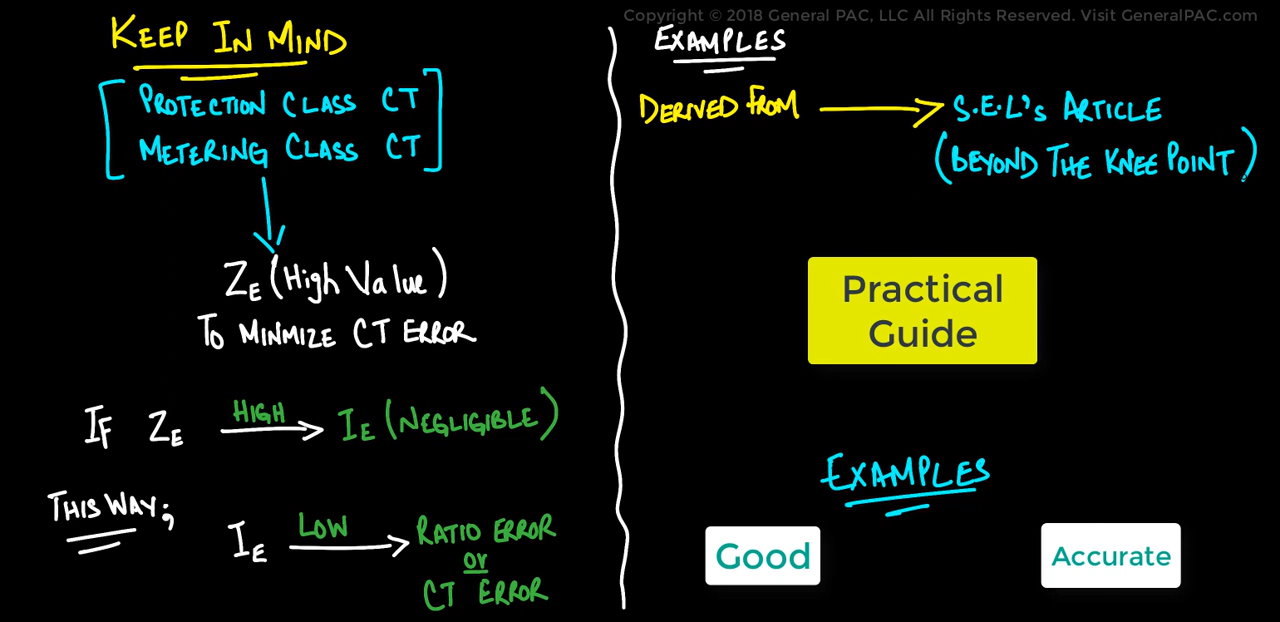 Copyright © 2018 General PAC, LLC All Rights Reserved. Visit GeneralPAC.com
KEEP IN MIND
PROTECTION CLASS CT
METERING CLASS CT
ZE (High Value)
TO MINMIZE CT ERROR
IF ZE HIGH IE (NEGLIGIBLE)
THIS WAY;
IE LOW RATIO ERROR
or
CT ERROR
EXAMPLES
DERIVED FROM S.E.L's ARTICLE
(BEYOND THE KNEE POINT)
Practical
Guide
EXAMPLES
Good
Accurate